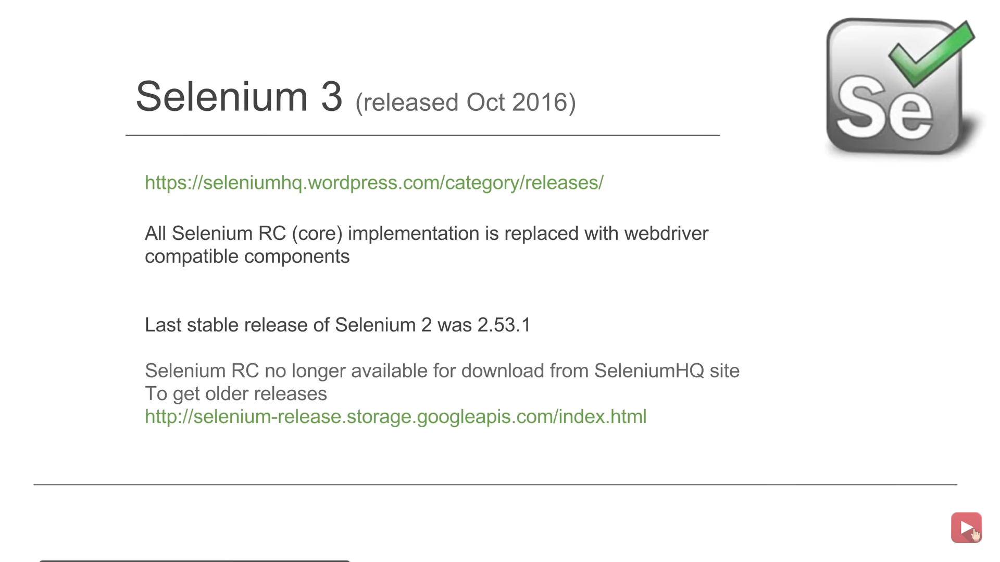 Selenium 3 (released Oct 2016)
Se
https://seleniumhq.wordpress.com/category/releases/
All Selenium RC (core) implementation is replaced with webdriver
compatible components
Last stable release of Selenium 2 was 2.53.1
Selenium RC no longer available for download from SeleniumHQ site
To get older releases
http://selenium-release.storage.googleapis.com/index.html